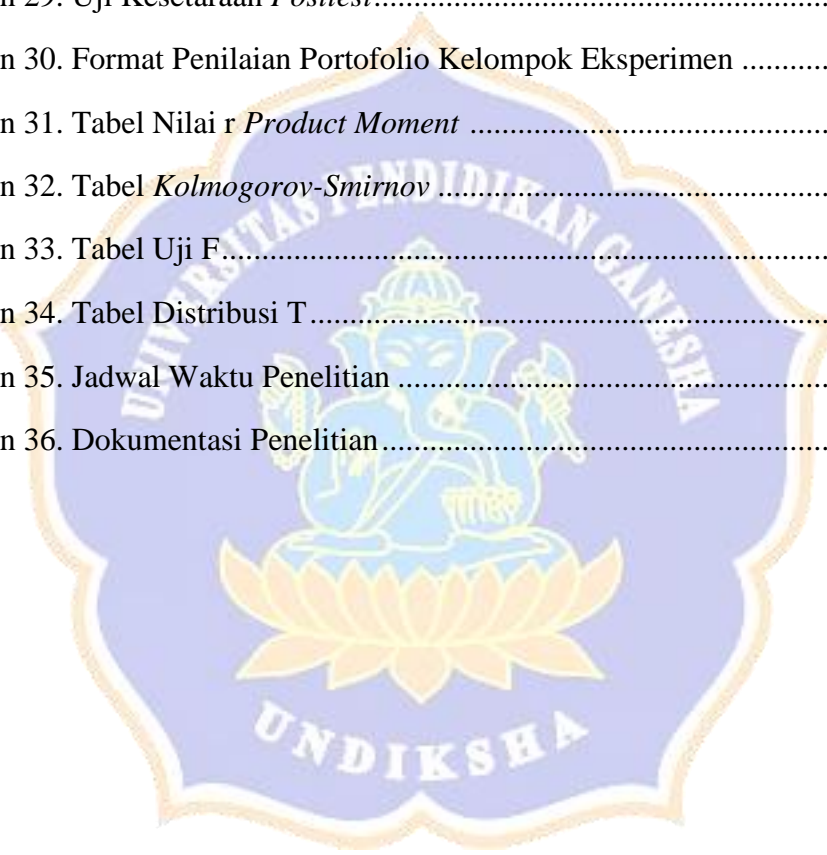 n 29. Uji Kesetaraan Posttest....................................................
n 30. Format Penilaian Portofolio Kelompok Eksperimen ...........
n 31. Tabel Nilai r Product Moment .............................................
n 32. Tabel Kolmogorov-Smirnov .................................................
n 33. Tabel Uji F............................................................................
n 34. Tabel Distribusi T.................................................................
n 35. Jadwal Waktu Penelitian ......................................................
n 36. Dokumentasi Penelitian........................................................
UNIVERSITAS PENDIDIKAN GANESHA
UNDIKSHA